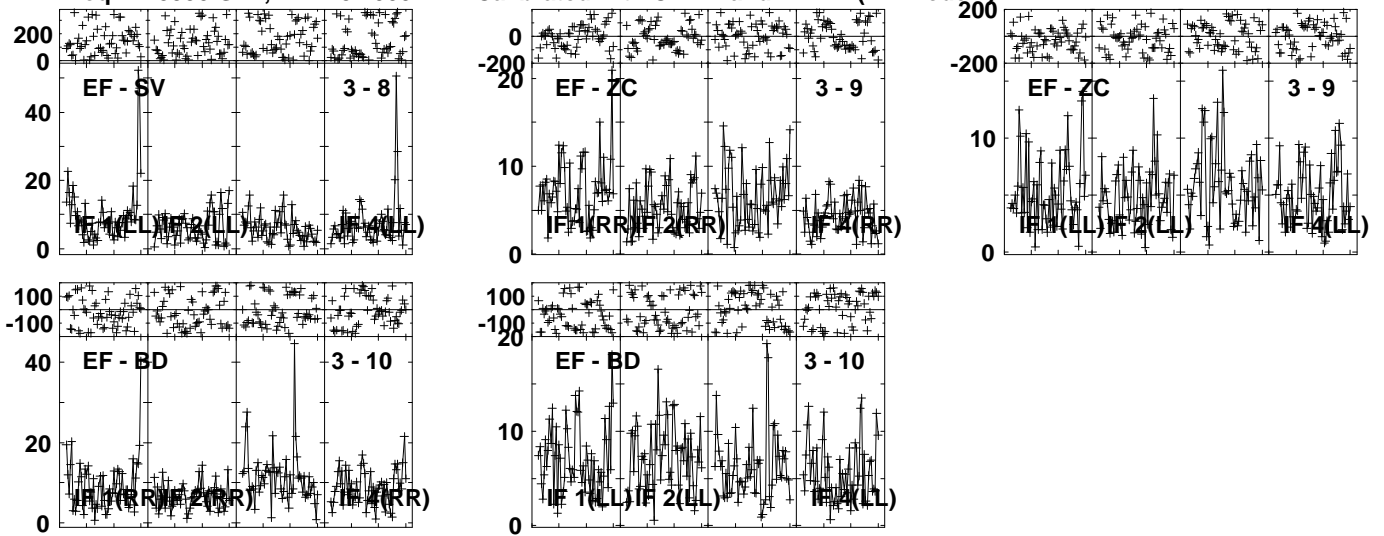 200
0
EF - SV
3 - 8
40
20
0
IF 1(LL)
IF 2(LL)
IF 4(LL)
0
-200
EF - ZC
3 - 9
20
10
0
IF 1(RR)
IF 2(RR)
IF 4(RR)
200
0
-200
EF - ZC
3 - 9
10
0
IF 1(LL)
IF 2(LL)
IF 4(LL)
100
-100
EF - BD
3 - 10
40
20
0
IF 1(RR)
IF 2(RR)
IF 4(RR)
100
-100
EF - BD
3 - 10
20
10
0
IF 1(LL)
IF 2(LL)
IF 4(LL)